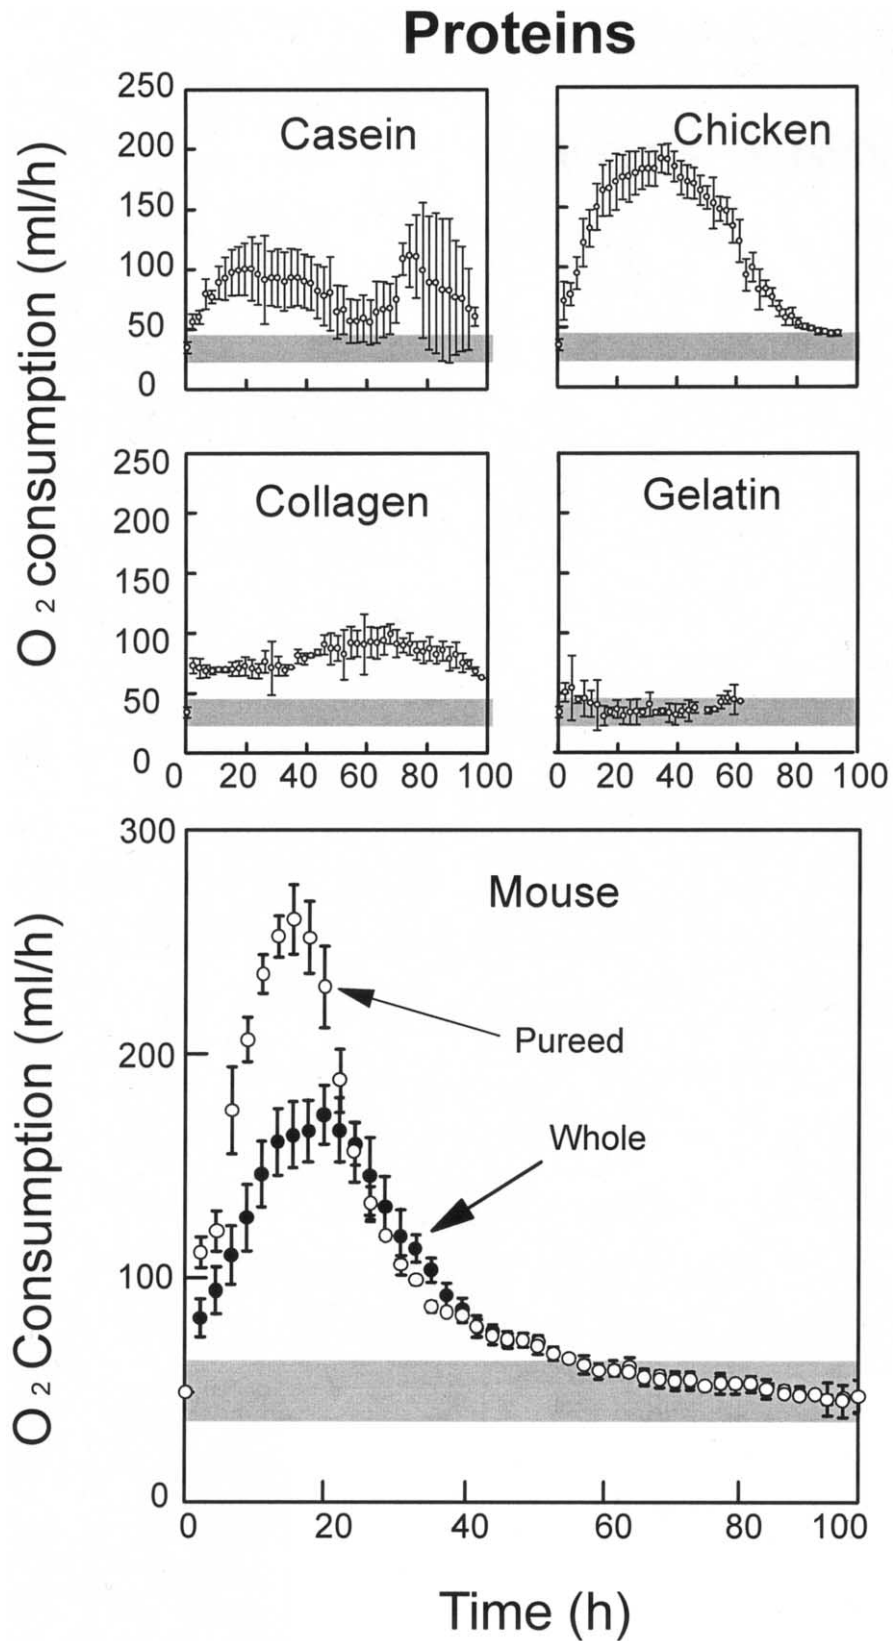 Proteins
O 2 consumption (ml/h)
250
200
150
100
50
0
Casein
Chicken
250
200
150
100
50
0
Collagen
Gelatin
0 20 40 60 80 100
0 20 40 60 80 100
O 2 Consumption (ml/h)
300
200
100
0
Mouse
Pureed
Whole
0 20 40 60 80 100
Time (h)